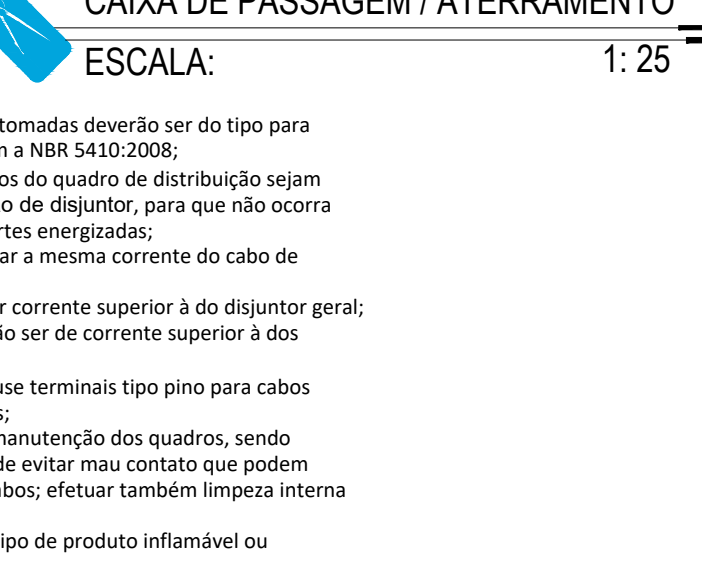 CAIXA DE PASSAGEM / ATERRAMENTO
ESCALA: 1: 25
tomadas deverão ser do tipo para
a NBR 5410:2008;
os do quadro de distribuição sejam
o de disjuntor, para que não ocorra
rtes energizadas;
ar a mesma corrente do cabo de
r corrente superior à do disjuntor geral;
ão ser de corrente superior à dos
use terminais tipo pino para cabos
s;
manutenção dos quadros, sendo
de evitar mau contato que podem
abos; efetuar também limpeza interna
ipo de produto inflamável ou